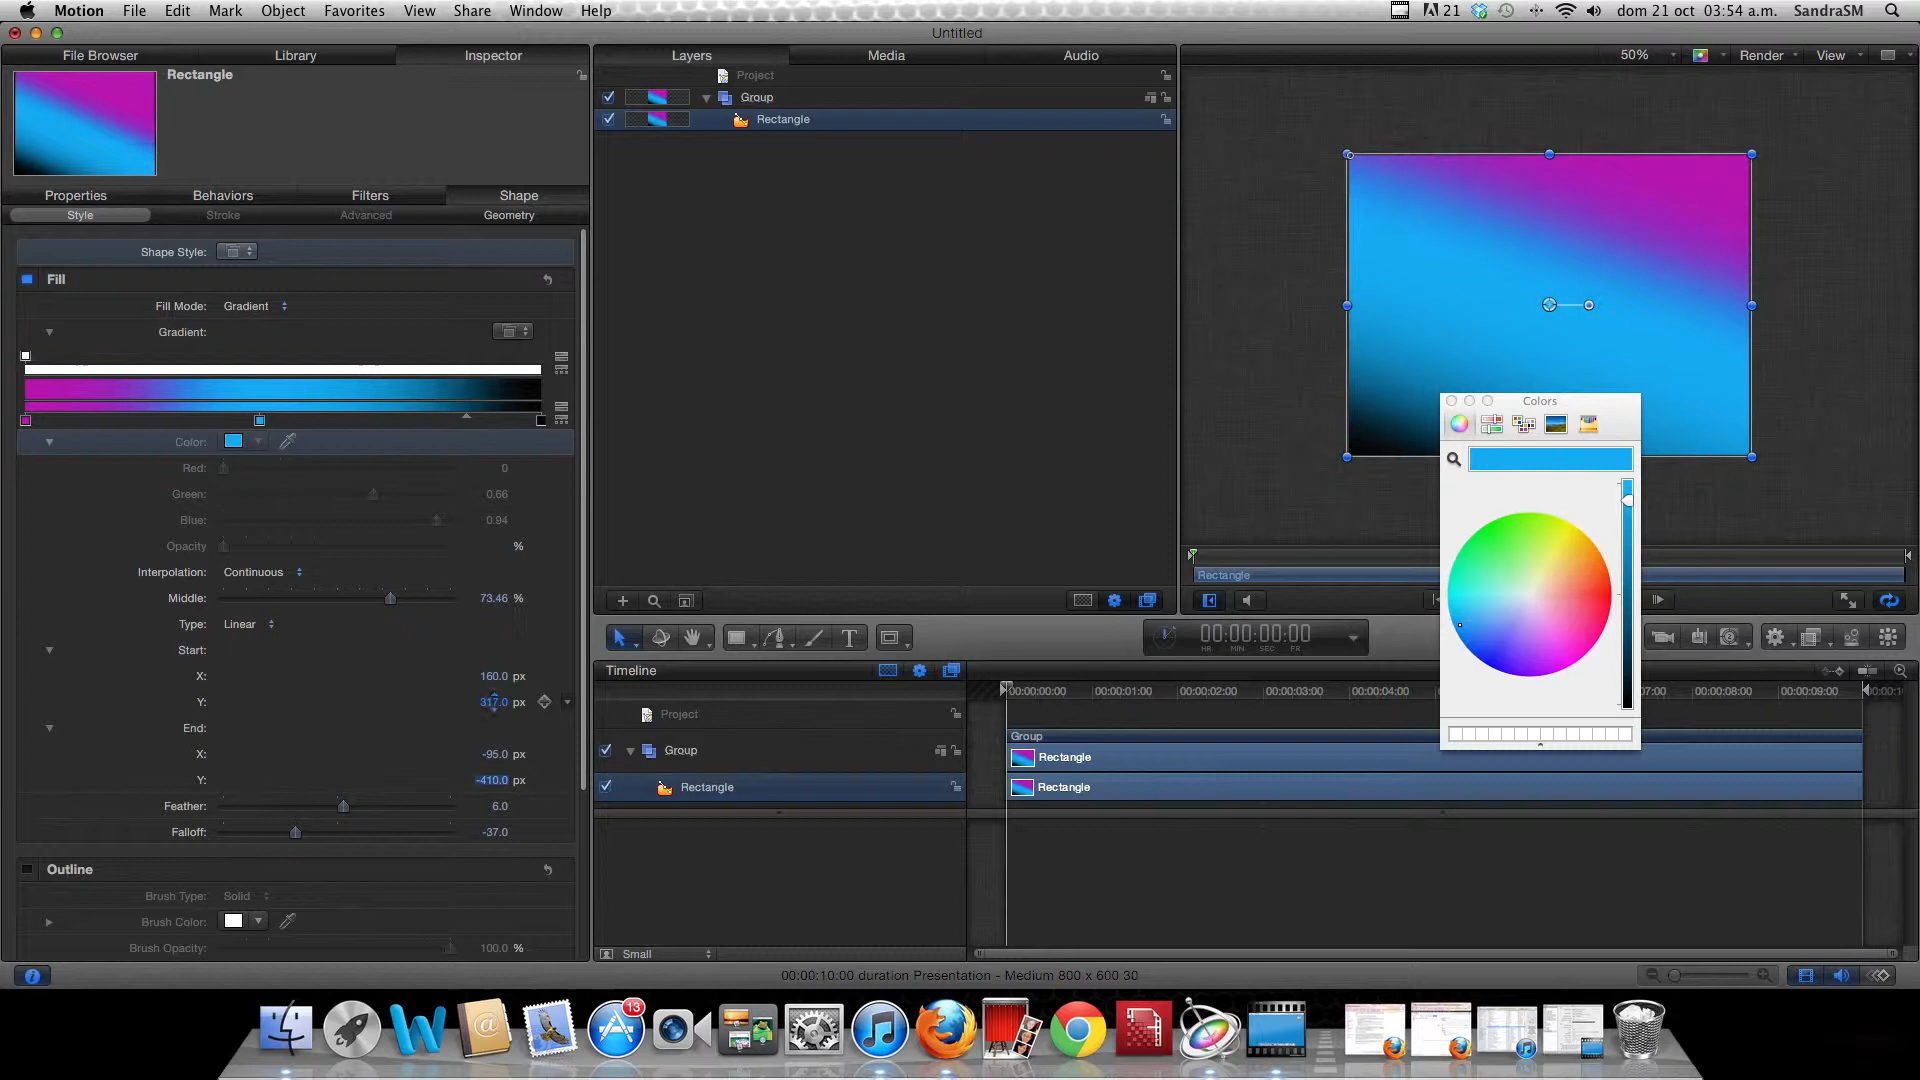 Motion File Edit Mark Object Favorites View Share Window Help
21 dom 21 oct 03:54 a.m. SandraSM
Untitled
File Browser Library Inspector
Rectangle
Properties Behaviors Filters Shape
Style Stroke Advanced Geometry
Shape Style:
Fill
Fill Mode: Gradient
Gradient:
Color:
Red: 0
Green: 0.66
Blue: 0.94
Opacity %
Interpolation: Continuous
Middle: 73.46 %
Type: Linear
Start:
X: 160.0 px
Y: 317.0 px
End:
X: -95.0 px
Y: -410.0 px
Feather: 6.0
Falloff: -37.0
Outline
Brush Type: Solid
Brush Color:
Brush Opacity: 100.0 %
Layers Media Audio
Project
Group
Rectangle
50% Render View
Colors
Rectangle
00:00:00:00
HR MIN SEC FR
Timeline
00:00:00:00 00:00:01:00 00:00:02:00 00:00:03:00 00:00:04:00 07:00 00:00:08:00 00:00:09:00
Project
Group
Group
Rectangle
Rectangle
Rectangle
Small
00:00:10:00 duration Presentation - Medium 800 x 600 30
13